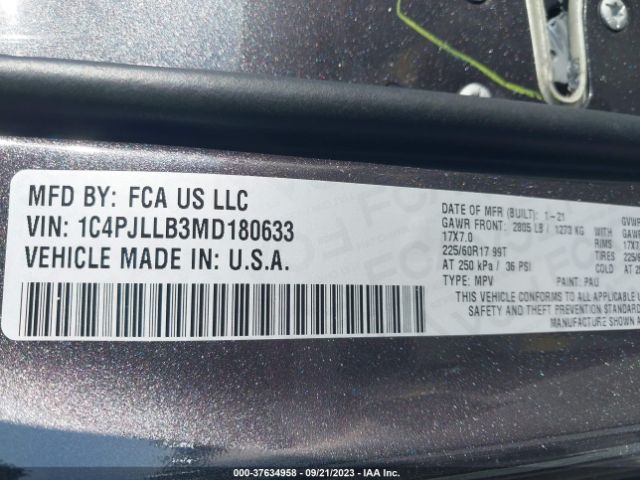 MFD BY: FCA US LLC
VIN: 1C4PJLLB3MD180633
VEHICLE MADE IN: U.S.A.
DATE OF MFR (BUILT): 1-21 GVWR
GAWR FRONT: 2805 LB / 1273 KG WITH GAWR
17X7.0 RIMS 17X7
225/60R17 99T TIRES 225/6
AT 250 kPa / 36 PSI COLD AT 2
TYPE: MPV PAINT: PAU
THIS VEHICLE CONFORMS TO ALL APPLICABLE
SAFETY AND THEFT PREVENTION STANDARD
MANUFACTURE SHOWN A
000-37634958 - 09/21/2023 - IAA Inc.